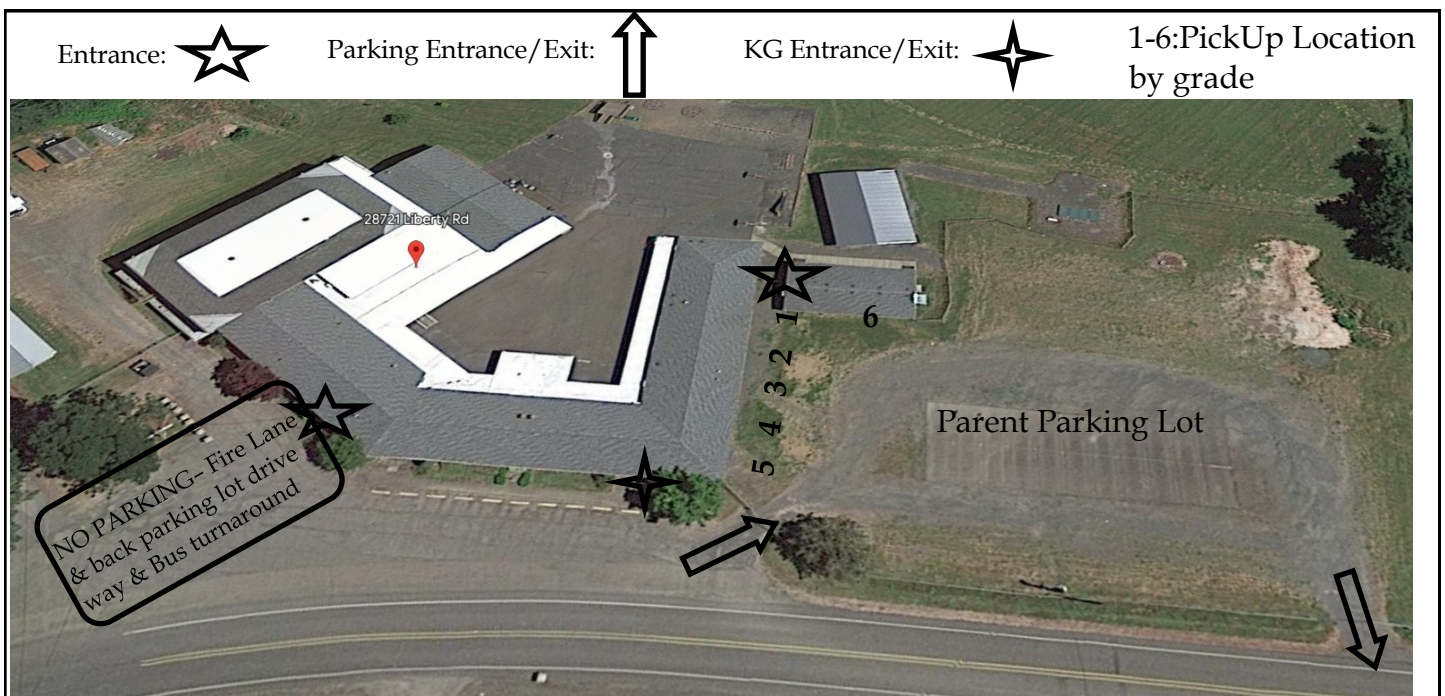 Entrance:
Parking Entrance/Exit:
KG Entrance/Exit:
1-6:PickUp Location
by grade
28721 Liberty Rd
1
6
2
3
4
5
Parent Parking Lot
NO PARKING– Fire Lane
& back parking lot drive
way & Bus turnaround